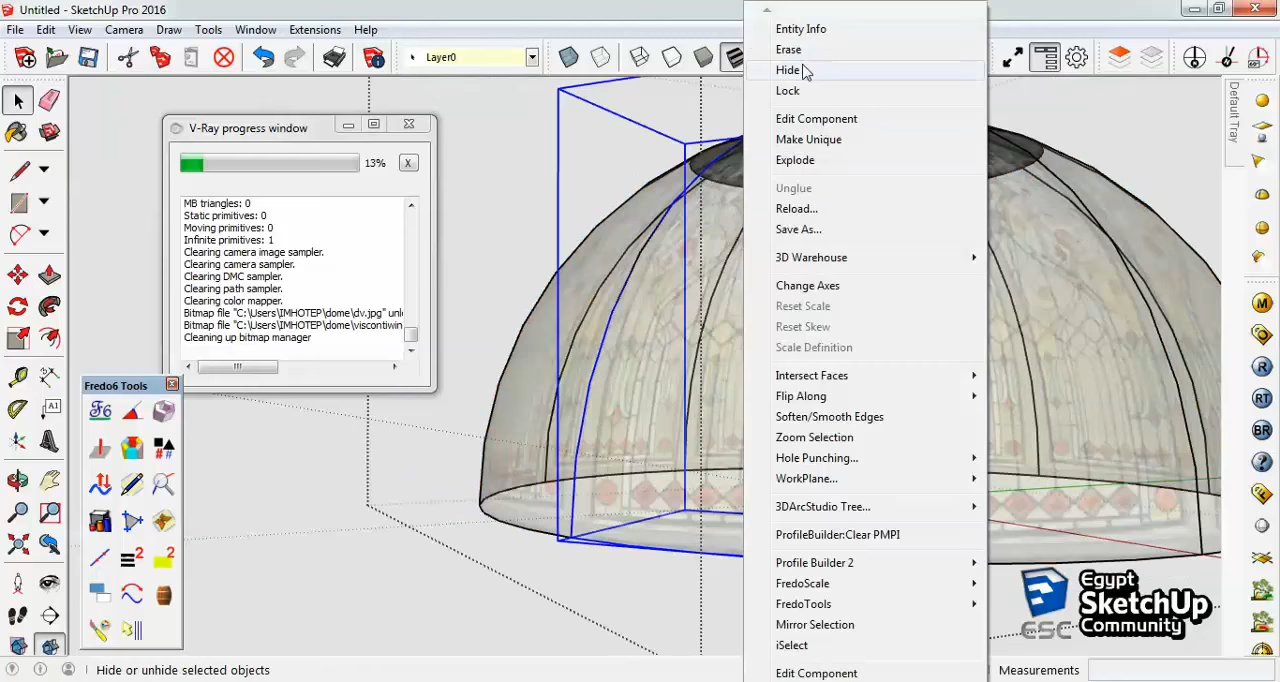 Untitled - SketchUp Pro 2016
File Edit View Camera Draw Tools Window Extensions Help
Layer0
Default Tray
V-Ray progress window
13%
X
MB triangles: 0
Static primitives: 0
Moving primitives: 0
Infinite primitives: 1
Clearing camera image sampler.
Clearing camera sampler.
Clearing DMC sampler.
Clearing path sampler.
Clearing color mapper.
Bitmap file "C:\Users\IMHOTEP\dome\dv.jpg" unl
Bitmap file "C:\Users\IMHOTEP\dome\viscontiwin
Cleaning up bitmap manager
Fredo6 Tools
Entity Info
Erase
Hide
Lock
Edit Component
Make Unique
Explode
Unglue
Reload...
Save As...
3D Warehouse
Change Axes
Reset Scale
Reset Skew
Scale Definition
Intersect Faces
Flip Along
Soften/Smooth Edges
Zoom Selection
Hole Punching...
WorkPlane...
3DArcStudio Tree...
ProfileBuilder:Clear PMPI
Profile Builder 2
FredoScale
FredoTools
Mirror Selection
iSelect
Edit Component
M
R
RT
BR
Egypt
SketchUp
Community
ESC
Hide or unhide selected objects
Measurements